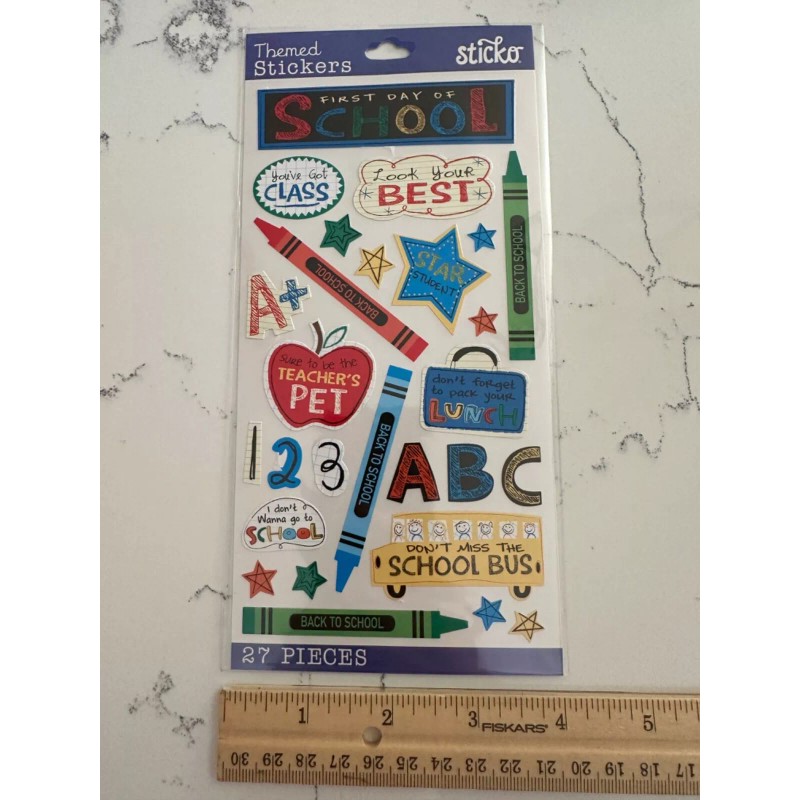 Themed
Stickers
sticko
FIRST DAY OF
SCHOOL
You've Got
CLASS
Look Your
BEST
BACK TO SCHOOL
BACK TO SCHOOL
STAR
STUDENT
A+
Sure to be the
TEACHER'S
PET
don't forget
to pack your
LUNCH
BACK TO SCHOOL
1 2 3
ABC
I don't
Wanna go to
SCHOOL
DON'T MISS THE
SCHOOL BUS
BACK TO SCHOOL
27 PIECES
1 2 3 4 5
FISKARS
30 29 28 27 26 25 24 23 22 21 20 19 18 17